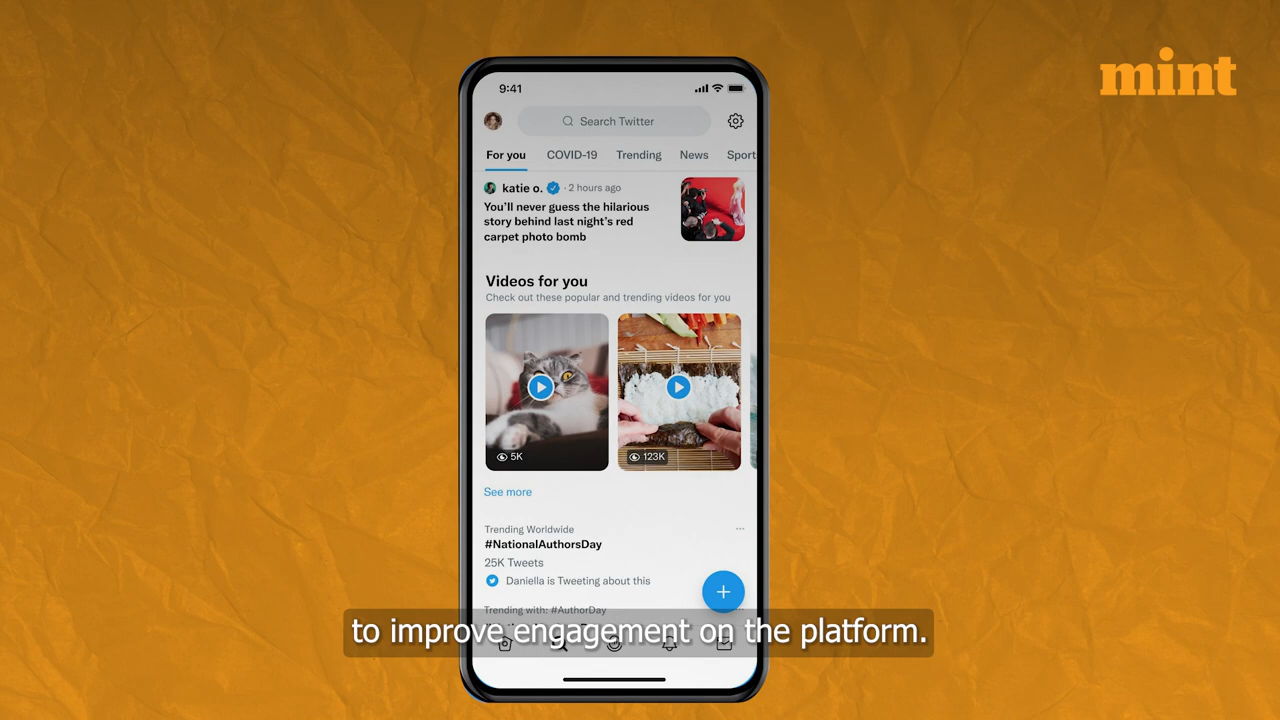 mint
9:41
Search Twitter
For you COVID-19 Trending News Sport
katie o. · 2 hours ago
You'll never guess the hilarious
story behind last night's red
carpet photo bomb
Videos for you
Check out these popular and trending videos for you
5K 123K
See more
Trending Worldwide ···
#NationalAuthorsDay
25K Tweets
Daniella is Tweeting about this
Trending with: #AuthorDay
to improve engagement on the platform.